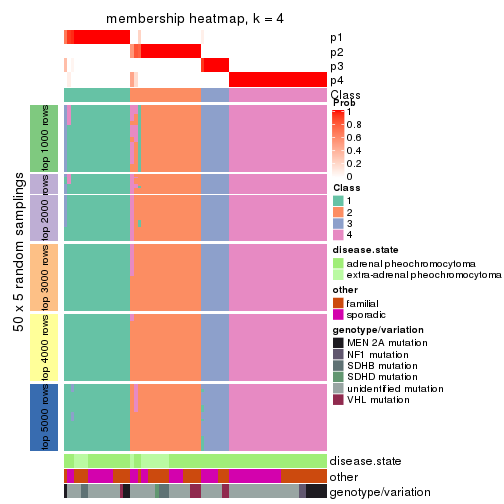 membership heatmap, k = 4
p1
p2
p3
p4
Class
Prob
1
0.8
0.6
0.4
0.2
0
Class
1
2
3
4
disease.state
adrenal pheochromocytoma
extra-adrenal pheochromocytoma
other
familial
sporadic
genotype/variation
MEN 2A mutation
NF1 mutation
SDHB mutation
SDHD mutation
unidentified mutation
VHL mutation
50 x 5 random samplings
top 1000 rows
top 2000 rows
top 3000 rows
top 4000 rows
top 5000 rows
disease.state
other
genotype/variation